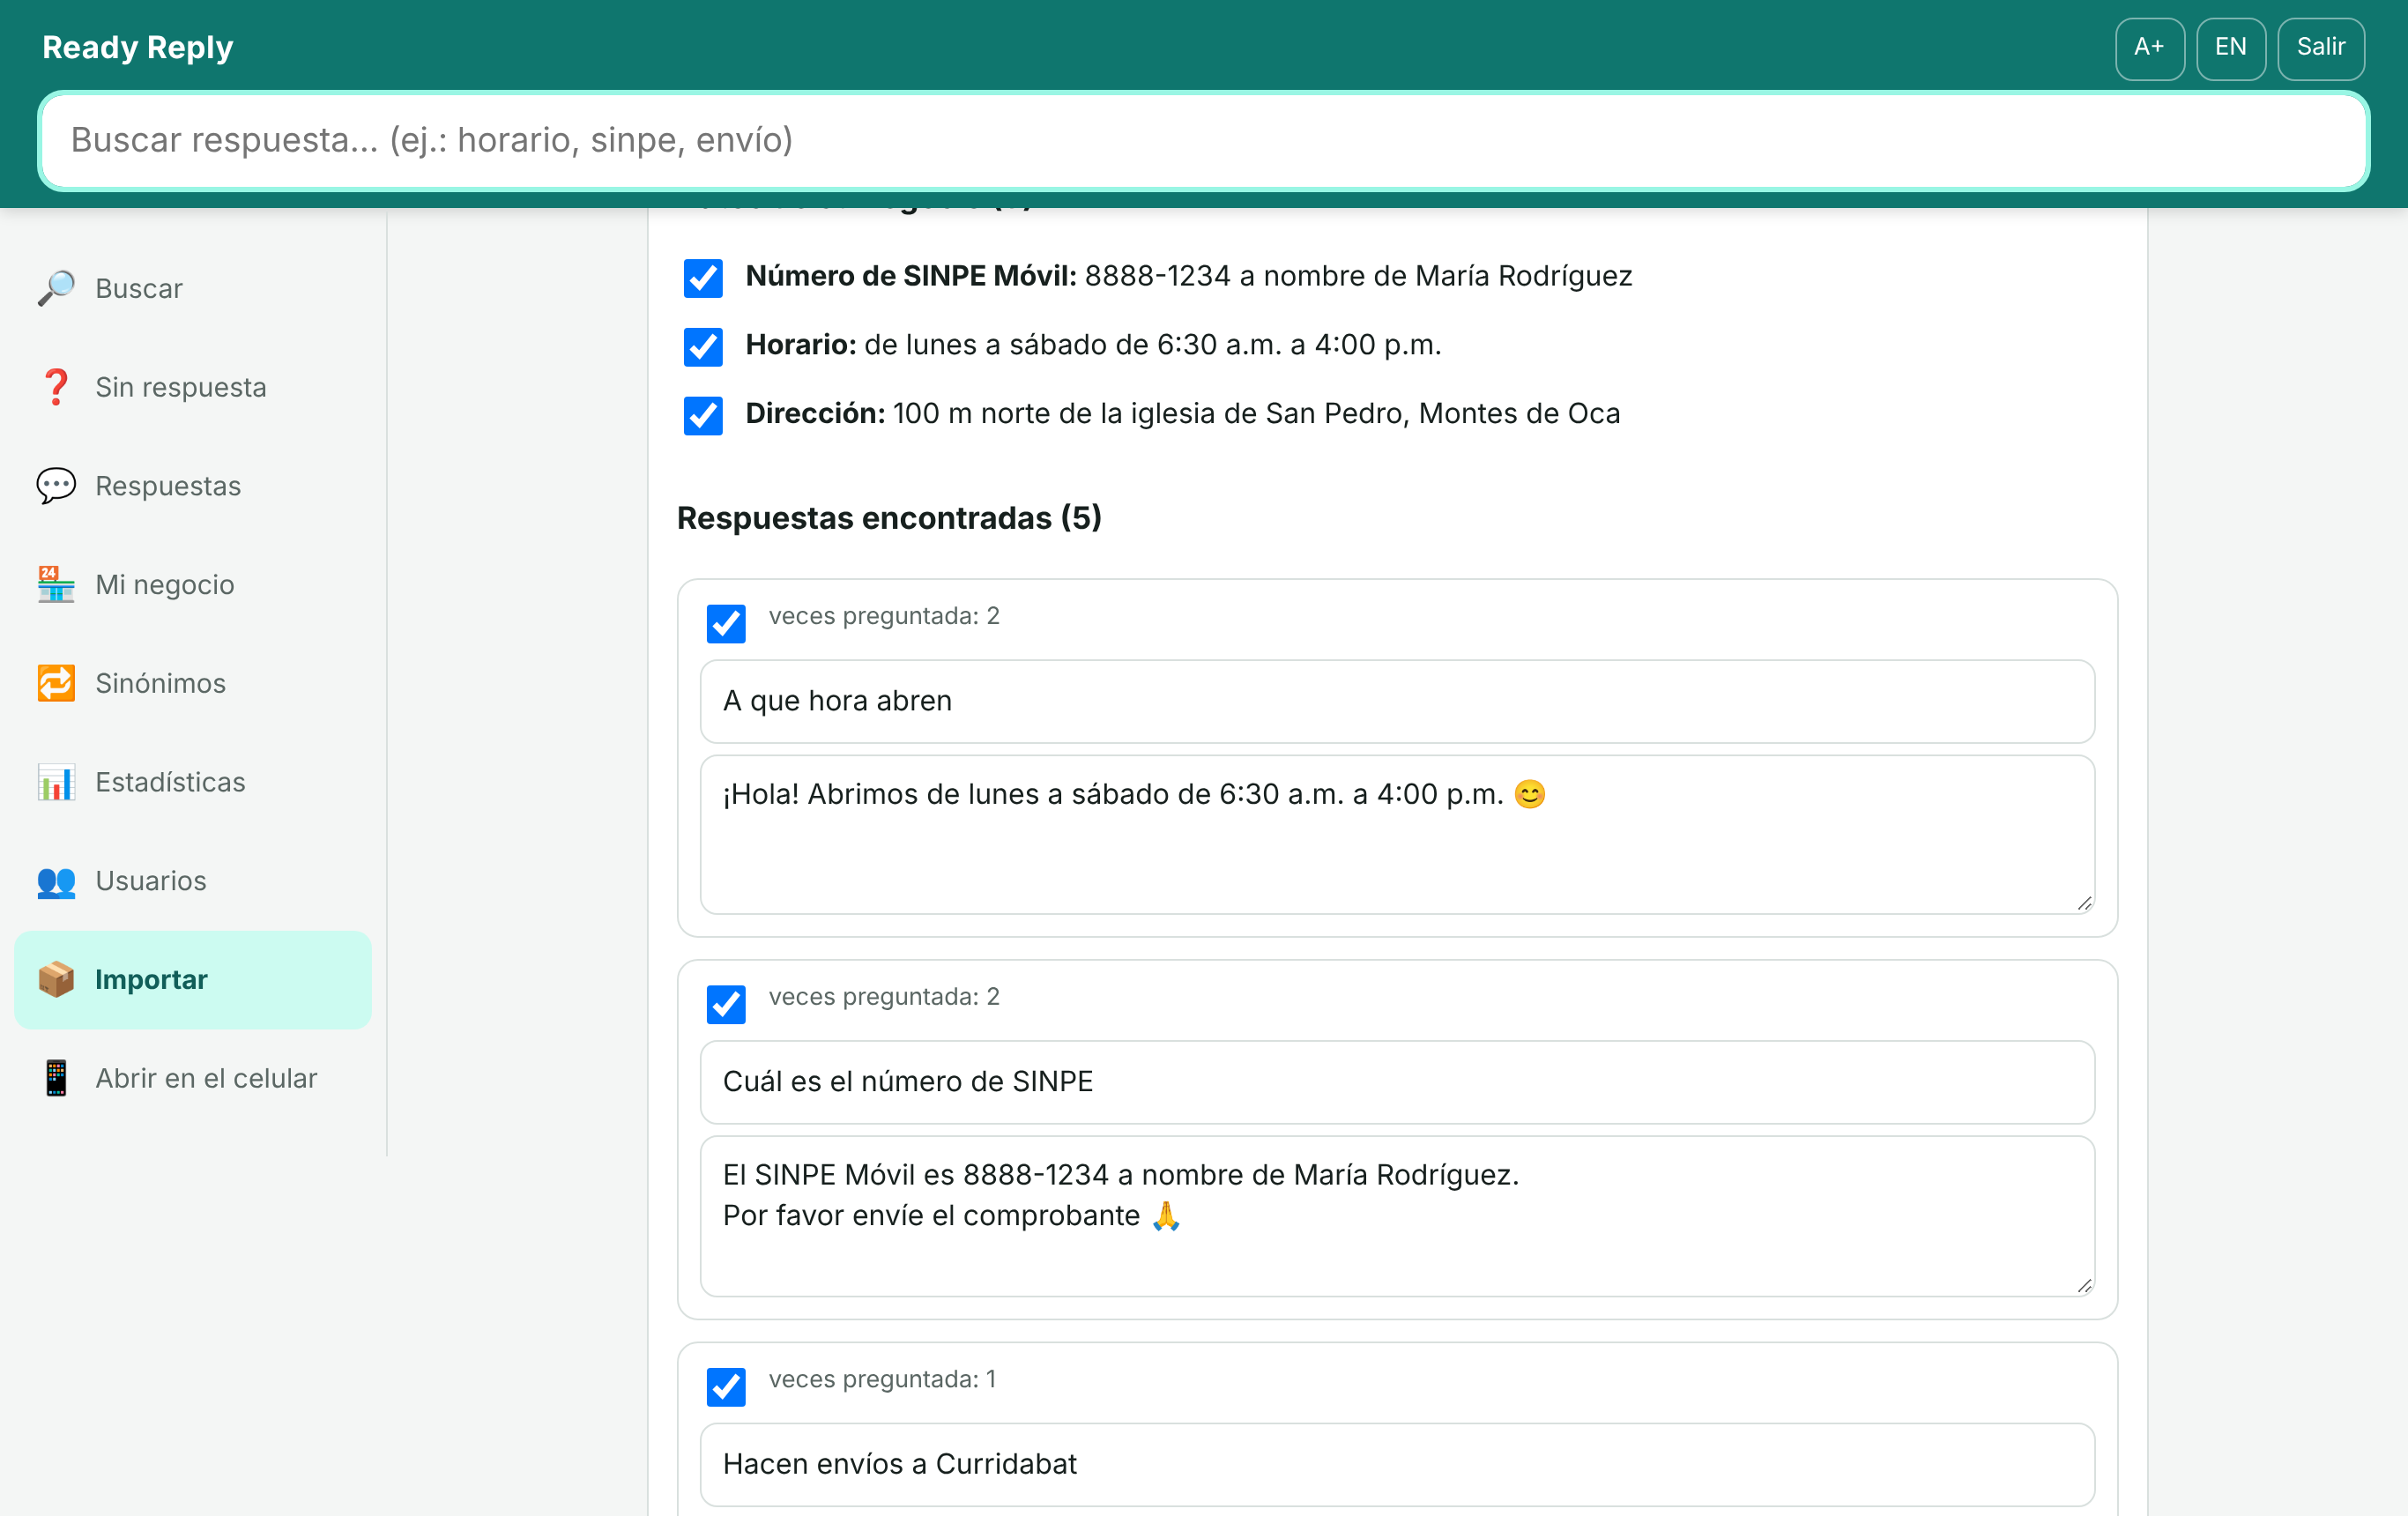 Ready Reply
A+
EN
Salir
Buscar respuesta... (ej.: horario, sinpe, envío)
Buscar
Sin respuesta
Respuestas
Mi negocio
Sinónimos
Estadísticas
Usuarios
Importar
Abrir en el celular
Número de SINPE Móvil: 8888-1234 a nombre de María Rodríguez
Horario: de lunes a sábado de 6:30 a.m. a 4:00 p.m.
Dirección: 100 m norte de la iglesia de San Pedro, Montes de Oca
Respuestas encontradas (5)
veces preguntada: 2
A que hora abren
¡Hola! Abrimos de lunes a sábado de 6:30 a.m. a 4:00 p.m. 😊
veces preguntada: 2
Cuál es el número de SINPE
El SINPE Móvil es 8888-1234 a nombre de María Rodríguez.
Por favor envíe el comprobante 🙏
veces preguntada: 1
Hacen envíos a Curridabat